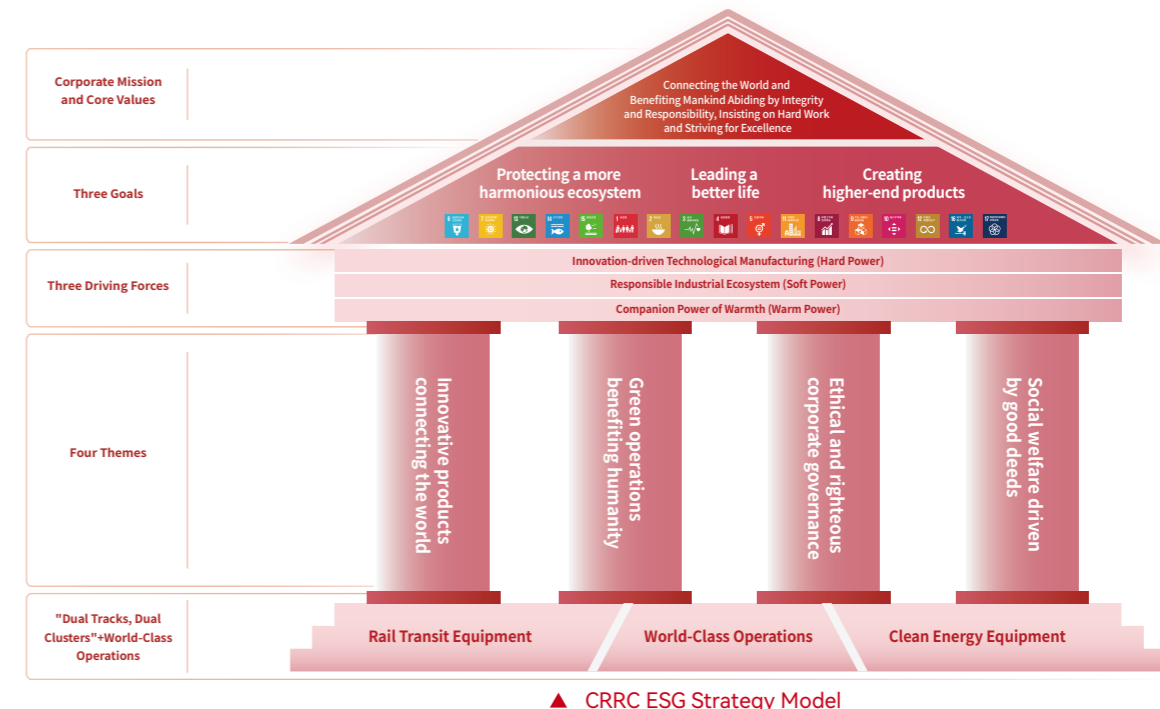 Corporate Mission
and Core Values
Connecting the World and
Benefiting Mankind Abiding by Integrity
and Responsibility, Insisting on Hard Work
and Striving for Excellence
Three Goals
Protecting a more
harmonious ecosystem
Leading a
better life
Creating
higher-end products
Three Driving Forces
Innovation-driven Technological Manufacturing (Hard Power)
Responsible Industrial Ecosystem (Soft Power)
Companion Power of Warmth (Warm Power)
Four Themes
Innovative products
connecting the world
Green operations
benefiting humanity
Ethical and righteous
corporate governance
Social welfare driven
by good deeds
"Dual Tracks, Dual
Clusters"+World-Class
Operations
Rail Transit Equipment
World-Class Operations
Clean Energy Equipment
▲ CRRC ESG Strategy Model